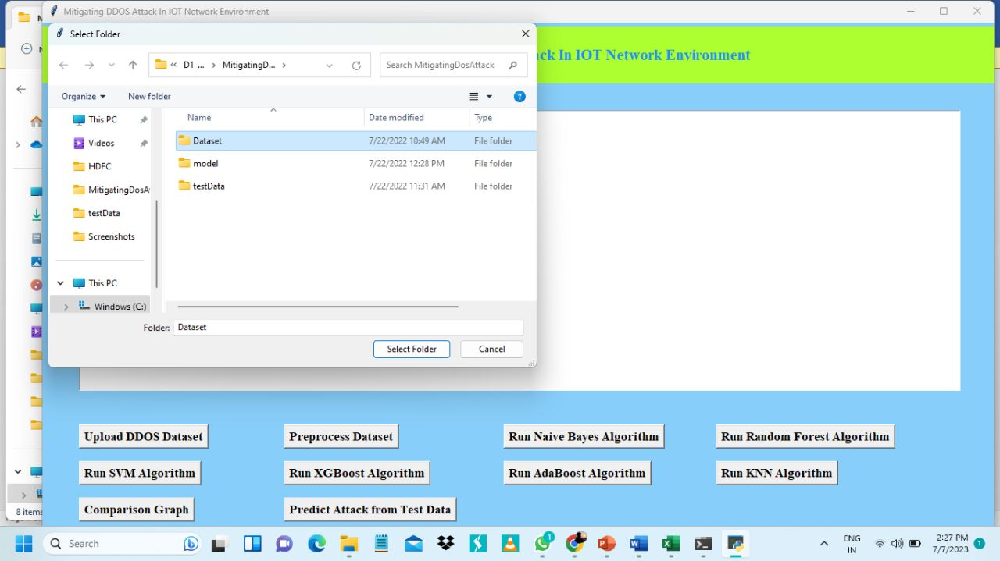 Mitigating DDOS Attack In IOT Network Environment
Select Folder
ck In IOT Network Environment
D1_...
MitigatingD...
Search MitigatingDosAttack
Organize
New folder
Name
Date modified
Type
This PC
Videos
HDFC
MitigatingDosA
testData
Screenshots
This PC
Windows (C:)
Dataset 7/22/2022 10:49 AM File folder
model 7/22/2022 12:28 PM File folder
testData 7/22/2022 11:31 AM File folder
Folder: Dataset
Select Folder
Cancel
Upload DDOS Dataset
Preprocess Dataset
Run Naive Bayes Algorithm
Run Random Forest Algorithm
Run SVM Algorithm
Run XGBoost Algorithm
Run AdaBoost Algorithm
Run KNN Algorithm
Comparison Graph
Predict Attack from Test Data
8 items
Search
1
ENG
IN
2:27 PM
7/7/2023
1